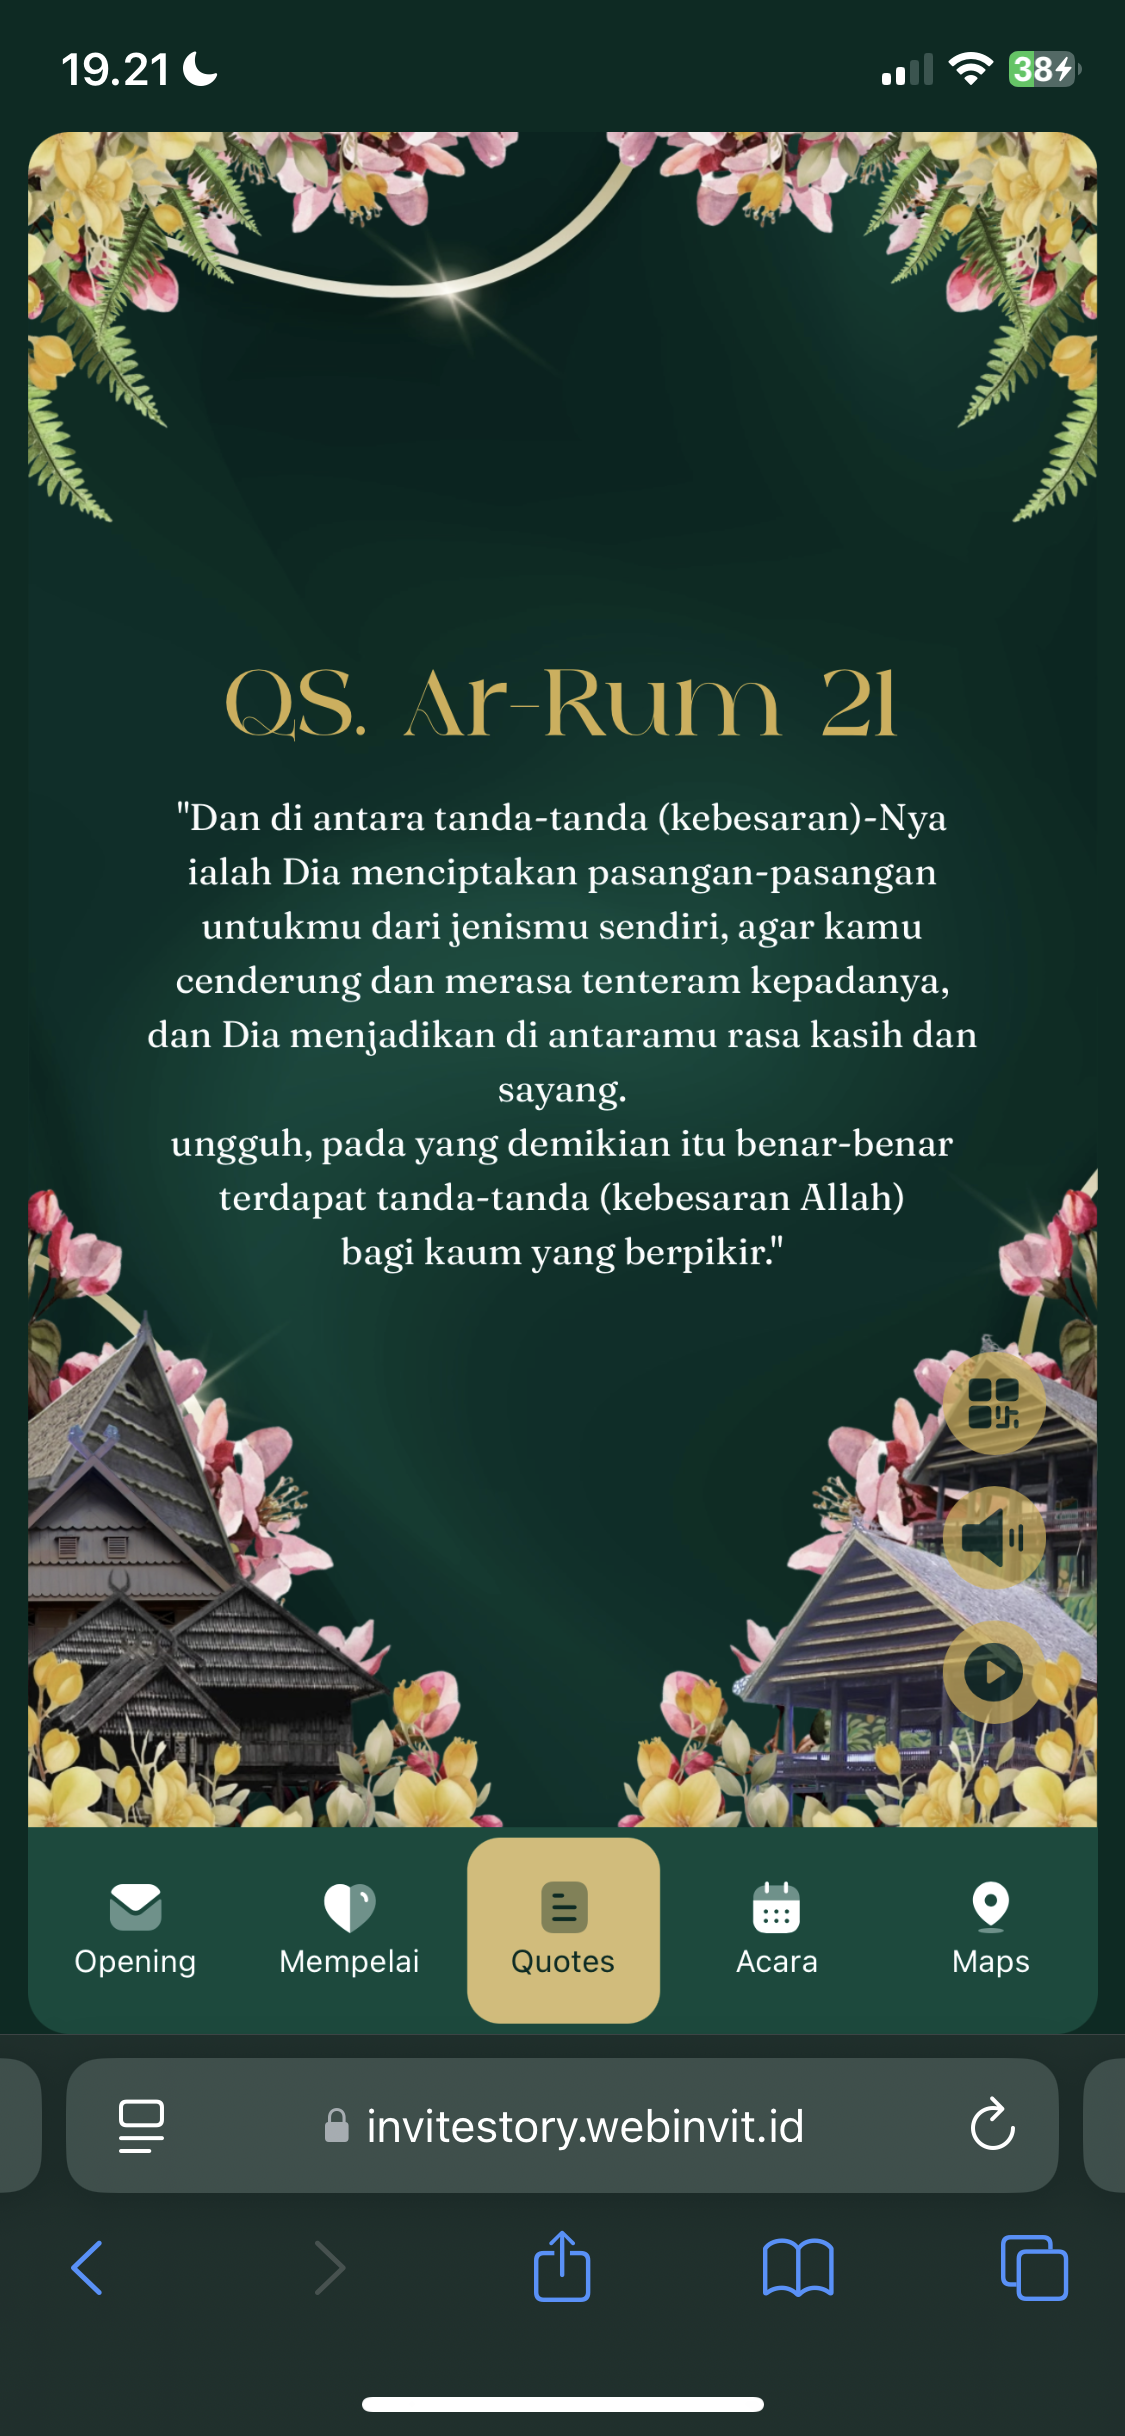 19.21
38
QS. Ar-Rum 21
"Dan di antara tanda-tanda (kebesaran)-Nya
ialah Dia menciptakan pasangan-pasangan
untukmu dari jenismu sendiri, agar kamu
cenderung dan merasa tenteram kepadanya,
dan Dia menjadikan di antaramu rasa kasih dan
sayang.
ungguh, pada yang demikian itu benar-benar
terdapat tanda-tanda (kebesaran Allah)
bagi kaum yang berpikir."
Opening
Mempelai
Quotes
Acara
Maps
invitestory.webinvit.id